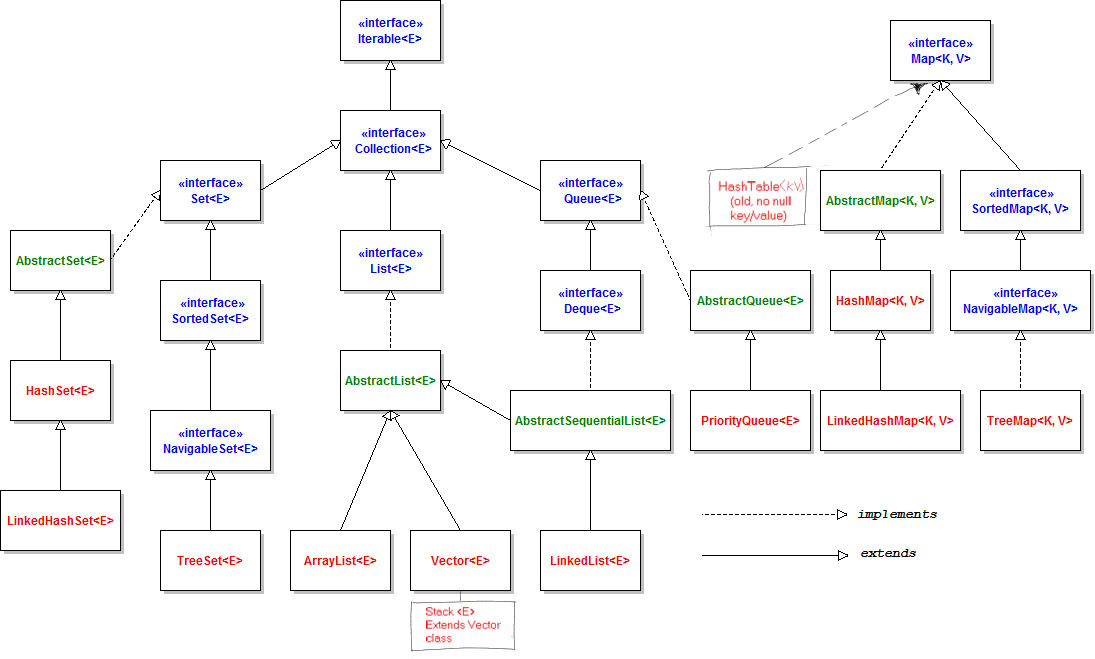 «interface»
Iterable<E>
«interface»
Map<K, V>
«interface»
Collection<E>
«interface»
Set<E>
«interface»
Queue<E>
HashTable<KV>
(old, no null
key/value)
AbstractMap<K, V>
«interface»
SortedMap<K, V>
AbstractSet<E>
«interface»
List<E>
«interface»
SortedSet<E>
«interface»
Deque<E>
AbstractQueue<E>
HashMap<K, V>
«interface»
NavigableMap<K, V>
HashSet<E>
AbstractList<E>
«interface»
NavigableSet<E>
AbstractSequentialList<E>
PriorityQueue<E>
LinkedHashMap<K, V>
TreeMap<K, V>
LinkedHashSet<E>
TreeSet<E>
ArrayList<E>
Vector<E>
LinkedList<E>
implements
extends
Stack <E>
Extends Vector
class